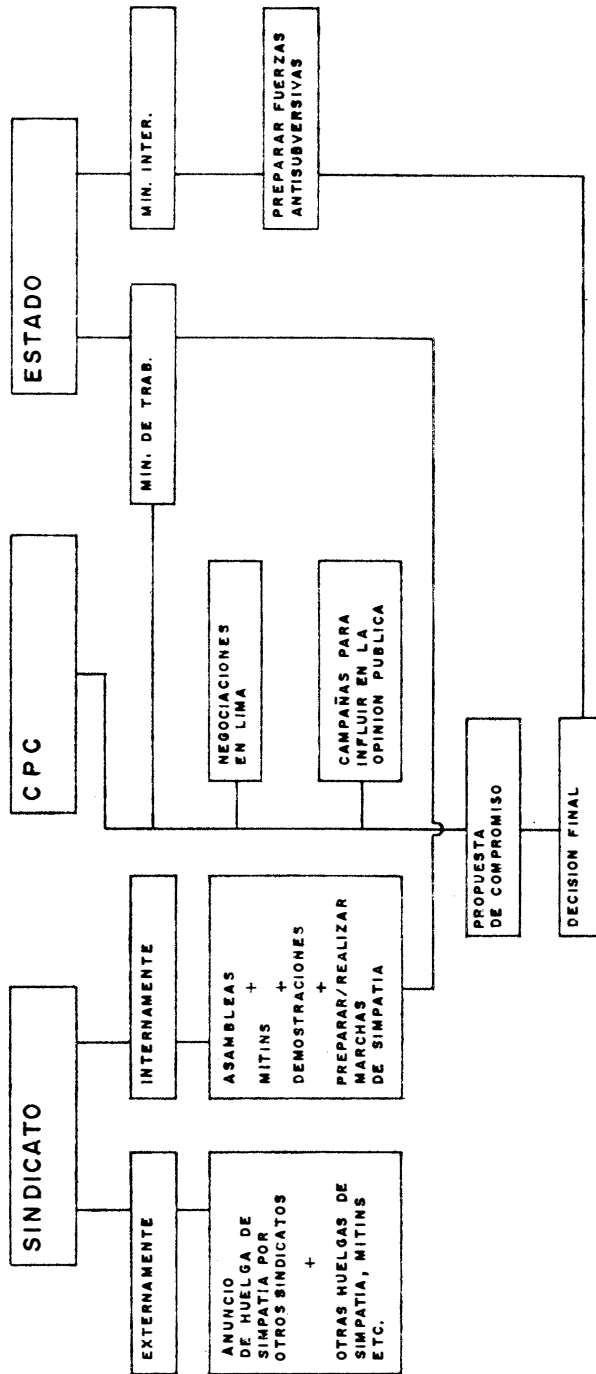 SINDICATO
EXTERNAMENTE
ANUNCIO
DE HUELGA DE
SIMPATIA POR
OTROS SINDICATOS
+
OTRAS HUELGAS DE
SIMPATIA, MITINS
ETC.
INTERNAMENTE
ASAMBLEAS
+
MITINS
+
DEMOSTRACIONES
+
PREPARAR/REALIZAR
MARCHAS
DE SIMPATIA
CPC
NEGOCIACIONES
EN LIMA
CAMPAÑAS PARA
INFLUIR EN LA
OPINION PUBLICA
PROPUESTA
DE COMPROMISO
DECISION FINAL
ESTADO
MIN. DE TRAB.
MIN. INTER.
PREPARAR FUERZAS
ANTISUBVERSIVAS